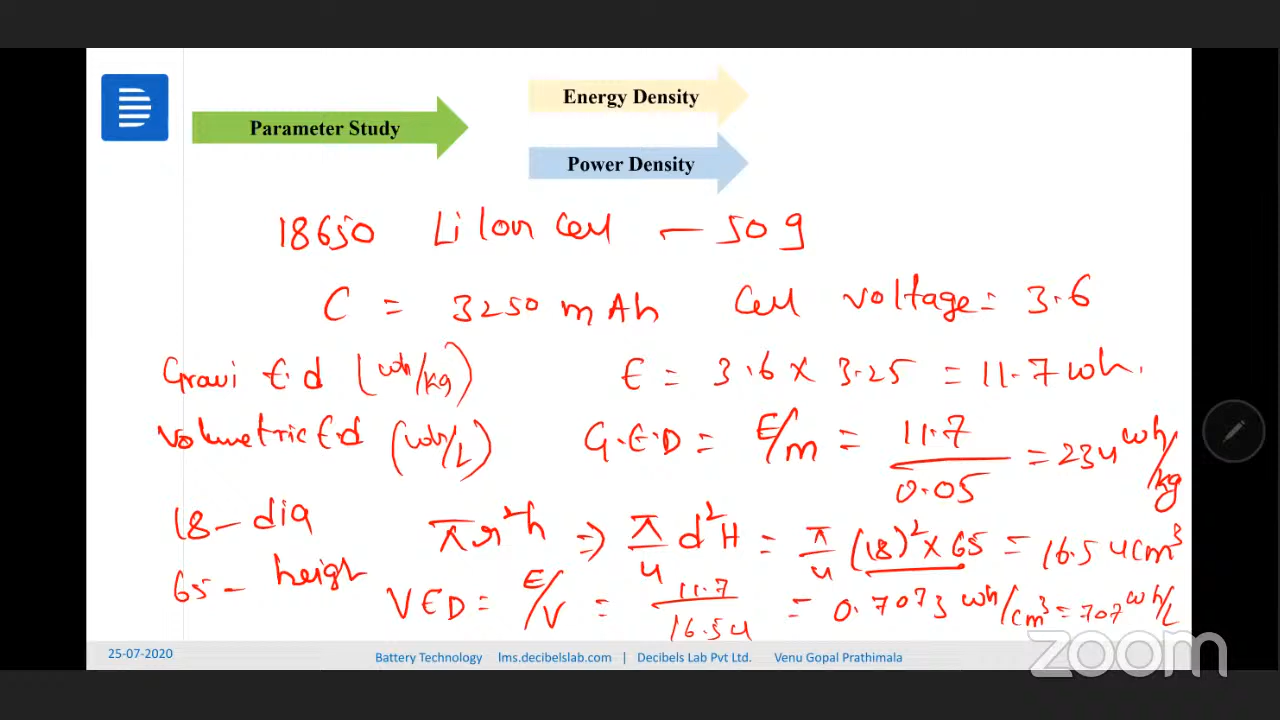 Energy Density
Parameter Study
Power Density
18650 Li Ion Cell — 50 g
C = 3250 mAh Cell voltage = 3.6
Gravi E.d (wh/kg) E = 3.6 × 3.25 = 11.7 wh.
Volumetric E.d (wh/L) G.E.D = E/m = 11.7/0.05 = 234 wh/kg
18 - dia πr²h ⇒ π/4 d²H = π/4 (18)² × 65 = 16.54 cm³
65 - heigh VED = E/V = 11.7/16.54 = 0.7073 wh/cm³ = 707 wh/L
25-07-2020 Battery Technology lms.decibelslab.com | Decibels Lab Pvt Ltd. Venu Gopal Prathimala
zoom